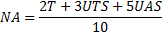 NA = (2T + 3UTS + 5UAS) / 10